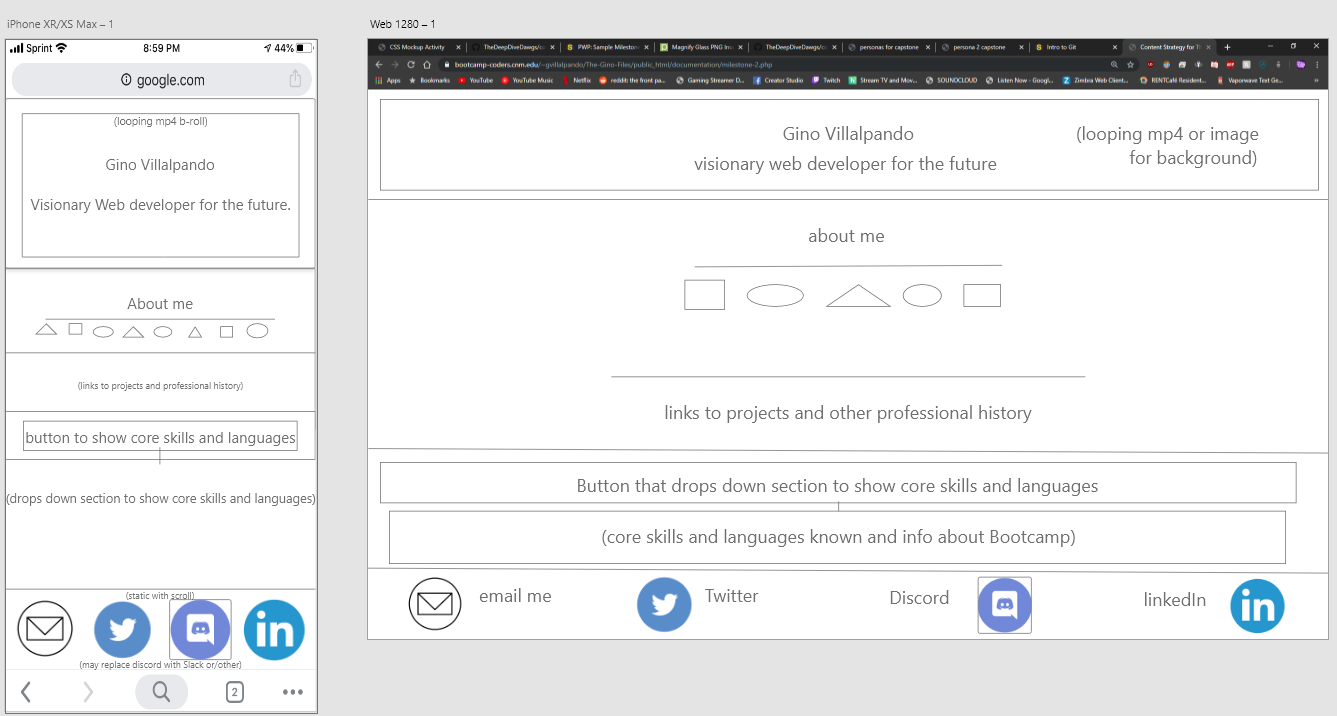 iPhone XR/XS Max – 1
Sprint
8:59 PM
44%
google.com
(looping mp4 b-roll)
Gino Villalpando
Visionary Web developer for the future.
About me
(links to projects and professional history)
button to show core skills and languages
(drops down section to show core skills and languages)
(static with scroll)
in
(may replace discord with Slack or/other)
2
Web 1280 – 1
CSS Mockup Activity
TheDeepDiveDawgs/
PWP: Sample Milestone
Magnify Glass PNG
TheDeepDiveDawgs/
personas for capstone
persona 2 capstone
Intro to Git
Content Strategy for
bootcamp-coders.cnm.edu/~gvillalpando/The-Gino-Files/public_html/documentation/milestone-2.php
Apps
Bookmarks
YouTube
YouTube Music
Netflix
reddit: the front pa...
Gaming Streamer D...
Creator Studio
Twitch
Stream TV and Mov...
SOUNDCLOUD
Listen Now - Googl...
Zimbra Web Client...
RENTCafé Resident...
Vaporwave Text Ge...
Gino Villalpando
visionary web developer for the future
(looping mp4 or image
for background)
about me
links to projects and other professional history
Button that drops down section to show core skills and languages
(core skills and languages known and info about Bootcamp)
email me
Twitter
Discord
linkedIn
in